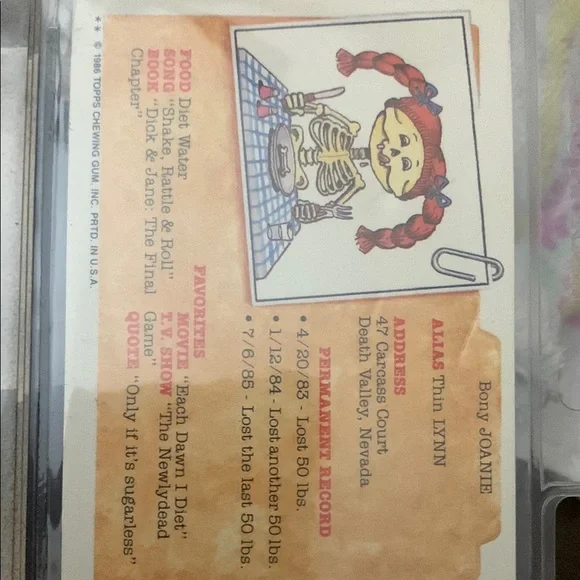 Bony JOANIE
ALIAS Thin LYNN
ADDRESS
47 Carcass Court
Death Valley, Nevada
PERMANENT RECORD
• 4/20/83 - Lost 50 lbs.
• 1/12/84 - Lost another 50 lbs.
• 7/6/85 - Lost the last 50 lbs.
FAVORITES
FOOD Diet Water
SONG "Shake, Rattle & Roll"
BOOK "Dick & Jane: The Final
Chapter"
MOVIE "Each Dawn I Diet"
T.V. SHOW "The Newlydead
Game"
QUOTE "Only if it's sugarless"
** © 1986 TOPPS CHEWING GUM, INC. PRTD. IN U.S.A.